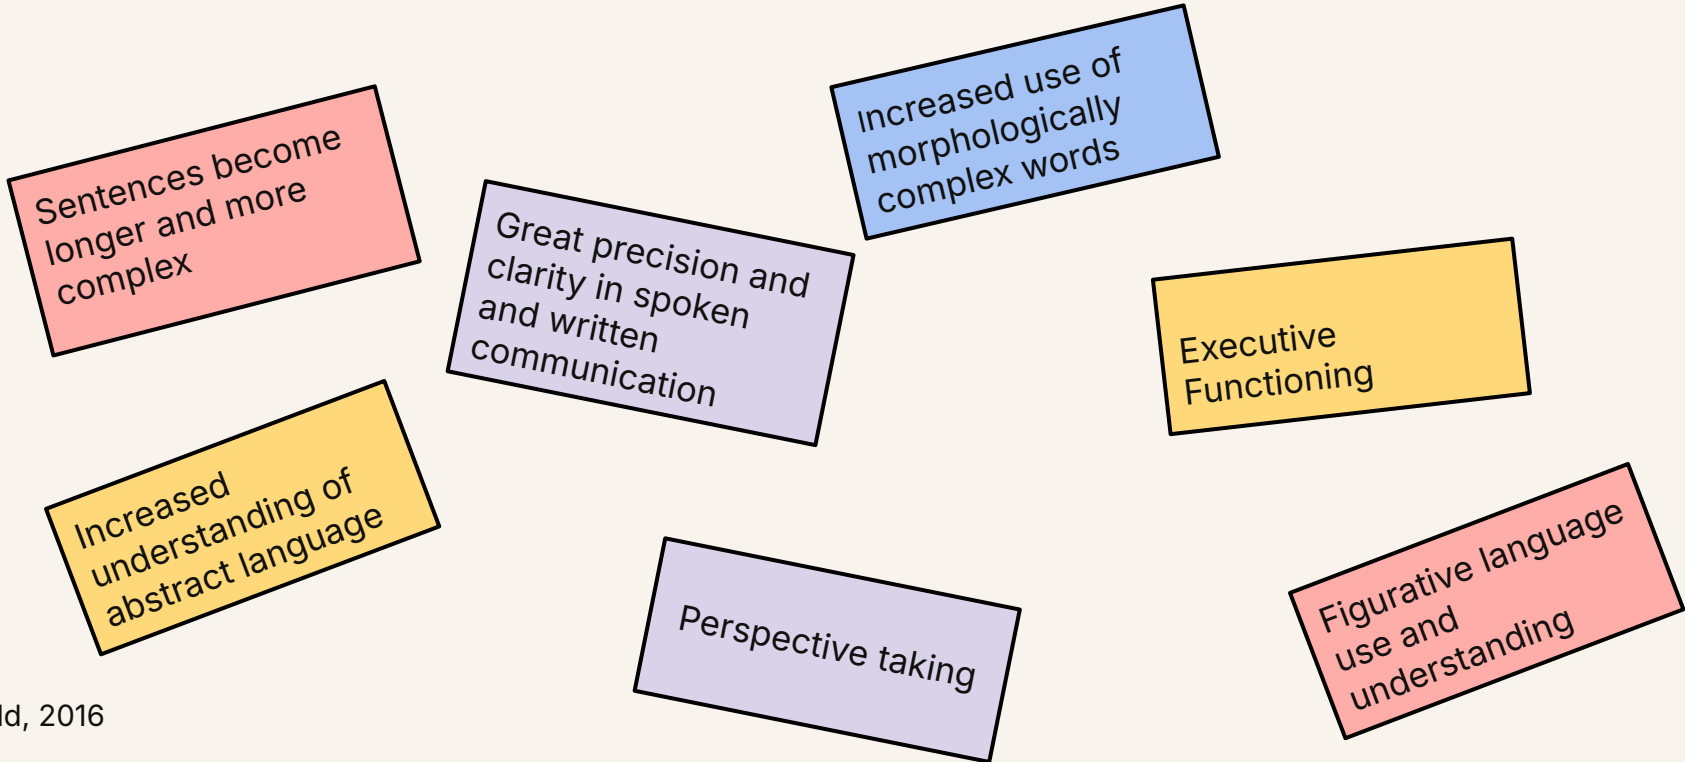 Sentences become
longer and more
complex
Great precision and
clarity in spoken
and written
communication
Increased use of
morphologically
complex words
Executive
Functioning
Increased
understanding of
abstract language
Perspective taking
Figurative language
use and
understanding
2016